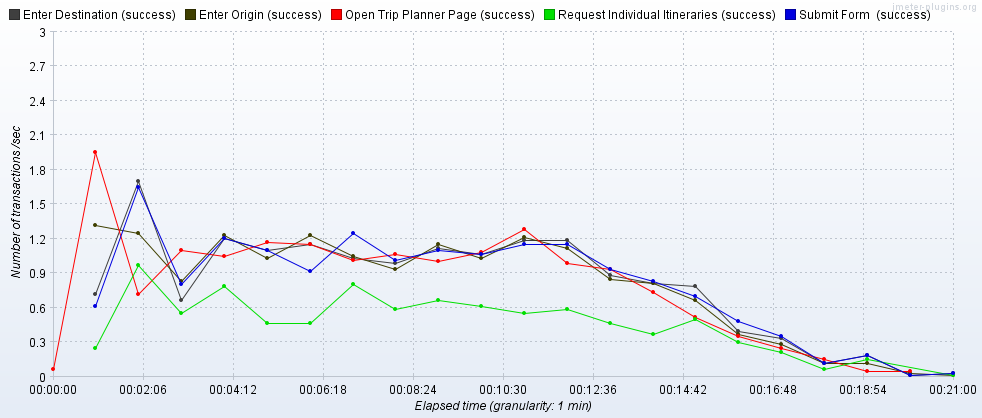 jmeter-plugins.org
Enter Destination (success) Enter Origin (success) Open Trip Planner Page (success) Request Individual Itineraries (success) Submit Form (success)
3
2.7
2.4
2.1
1.8
1.5
1.2
0.9
0.6
0.3
0
Number of transactions /sec
00:00:00 00:02:06 00:04:12 00:06:18 00:08:24 00:10:30 00:12:36 00:14:42 00:16:48 00:18:54 00:21:00
Elapsed time (granularity: 1 min)